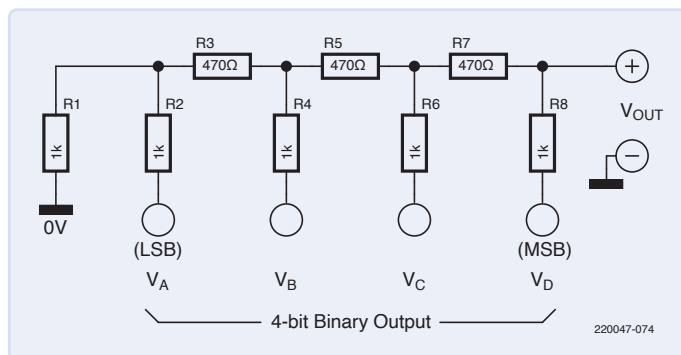 R3 R5 R7
470Ω 470Ω 470Ω
R1 R2 R4 R6 R8
1k 1k 1k 1k 1k
+
VOUT
−
0V
(LSB) (MSB)
VA VB VC VD
4-bit Binary Output
220047-074